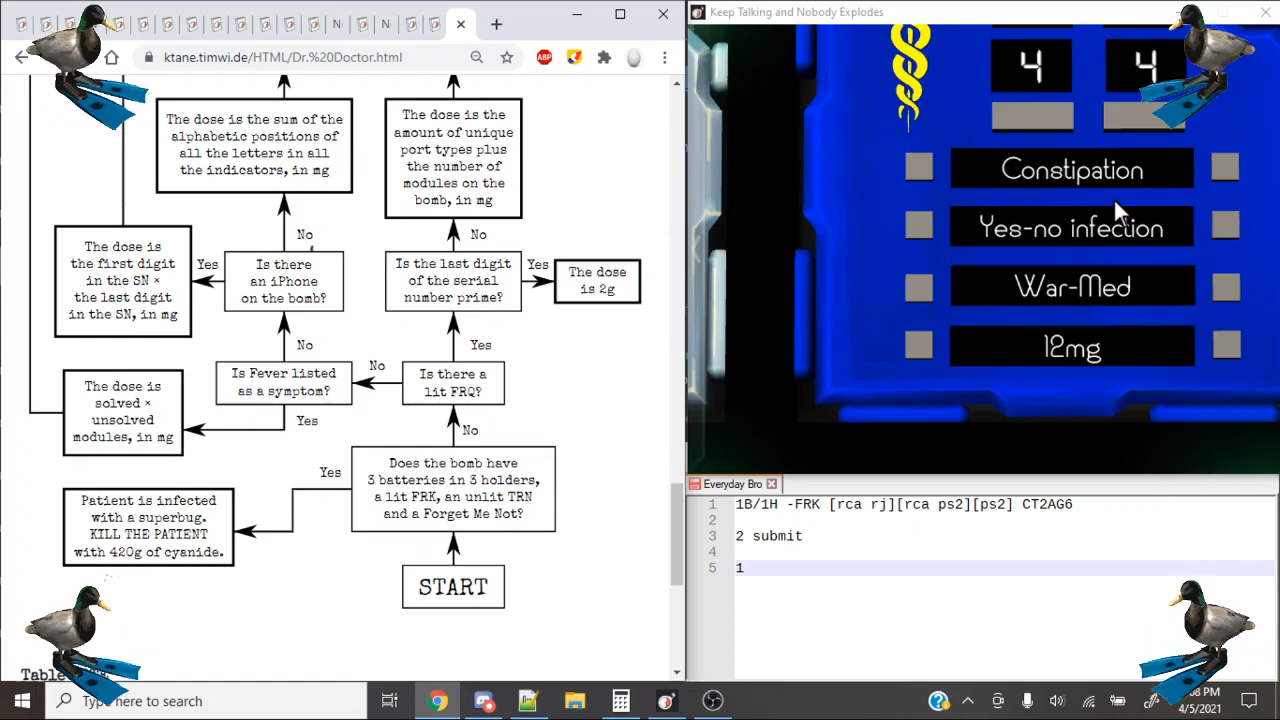 N
N
×
+
Keep Talking and Nobody Explodes
ktane.timwi.de/HTML/Dr.%20Doctor.html
ABP
The dose is the sum of the
alphabetic positions of
all the letters in all
the indicators, in mg
The dose is the
amount of unique
port types plus
the number of
modules on the
bomb, in mg
No
No
The dose is
the first digit
in the SN ×
the last digit
in the SN, in mg
Yes
Is there
an iPhone
on the bomb?
Is the last digit
of the serial
number prime?
Yes
The dose
is 2g
No
Yes
Is Fever listed
as a symptom?
No
Is there a
lit FRQ?
The dose is
solved ×
unsolved
modules, in mg
Yes
No
Yes
Does the bomb have
3 batteries in 3 holders,
a lit FRK, an unlit TRN
and a Forget Me Not?
Patient is infected
with a superbug.
KILL THE PATIENT
with 420g of cyanide.
START
4
4
Constipation
Yes-no infection
War-Med
12mg
Everyday Bro
1 1B/1H -FRK [rca rj][rca ps2][ps2] CT2AG6
2
3 2 submit
4
5 1
Type here to search
4/5/2021